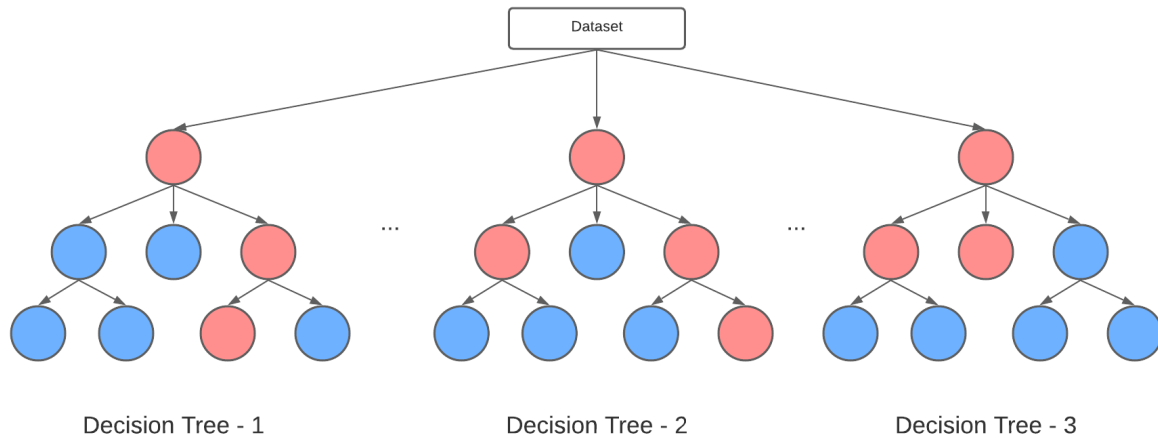 Dataset
...
...
Decision Tree - 1
Decision Tree - 2
Decision Tree - 3